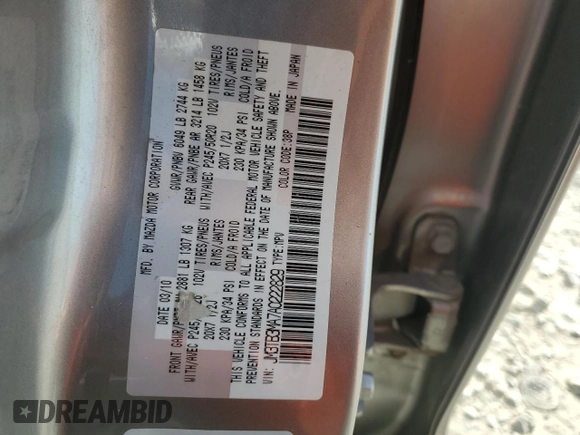 MFD. BY MAZDA MOTOR CORPORATION
DATE 03/10 GVWR/PNBV 6049 LB 2744 KG
FRONT GAWR/PNBE 2881 LB 1307 KG REAR GAWR/PNBE AR 3214 LB 1458 KG
WITH/AVEC P245 20 102V TIRES/PNEUS WITH/AVEC P245/50R20 102V TIRES/PNEUS
20X7 1/2J RIMS/JANTES 20X7 1/2J RIMS/JANTES
230 KPA/34 PSI COLD/A FROID 230 KPA/34 PSI COLD/A FROID
THIS VEHICLE CONFORMS TO ALL APPLICABLE FEDERAL MOTOR VEHICLE SAFETY AND THEFT
PREVENTION STANDARDS IN EFFECT ON THE DATE OF MANUFACTURE SHOWN ABOVE.
VIN: TYPE:MPV COLOR CODE:38P MADE IN JAPAN
DREAMBID